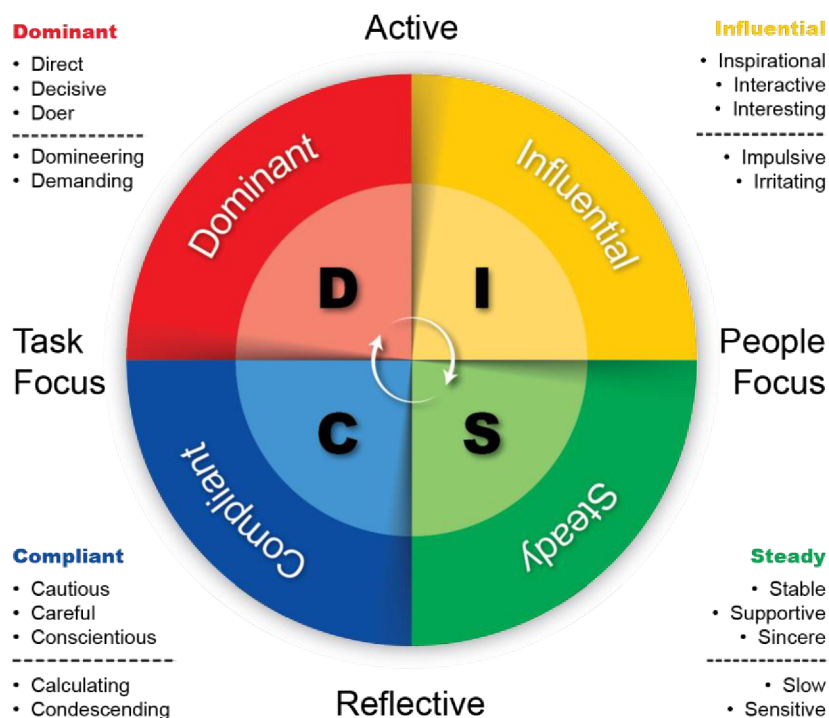 Active
Dominant
• Direct
• Decisive
• Doer
• Domineering
• Demanding
Influential
• Inspirational
• Interactive
• Interesting
• Impulsive
• Irritating
Dominant
Influential
D
I
Task
Focus
People
Focus
C
S
Compliant
Steady
Compliant
• Cautious
• Careful
• Conscientious
• Calculating
• Condescending
Steady
• Stable
• Supportive
• Sincere
• Slow
• Sensitive
Reflective